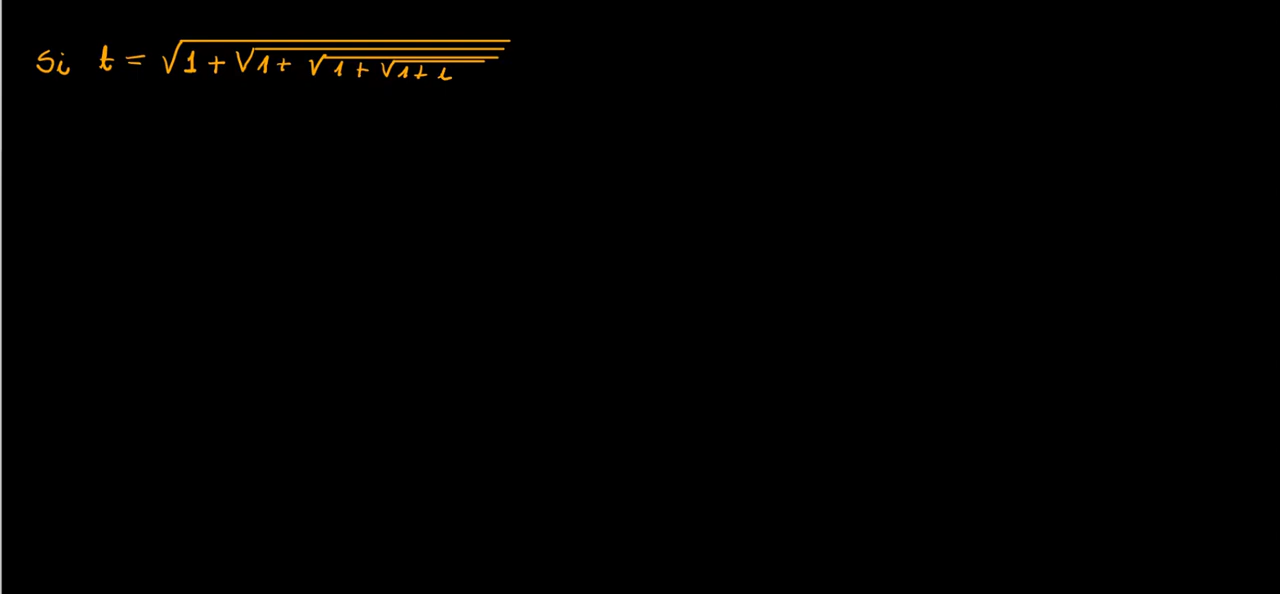 Si t = √1 + √1 + √1 + √1 + t